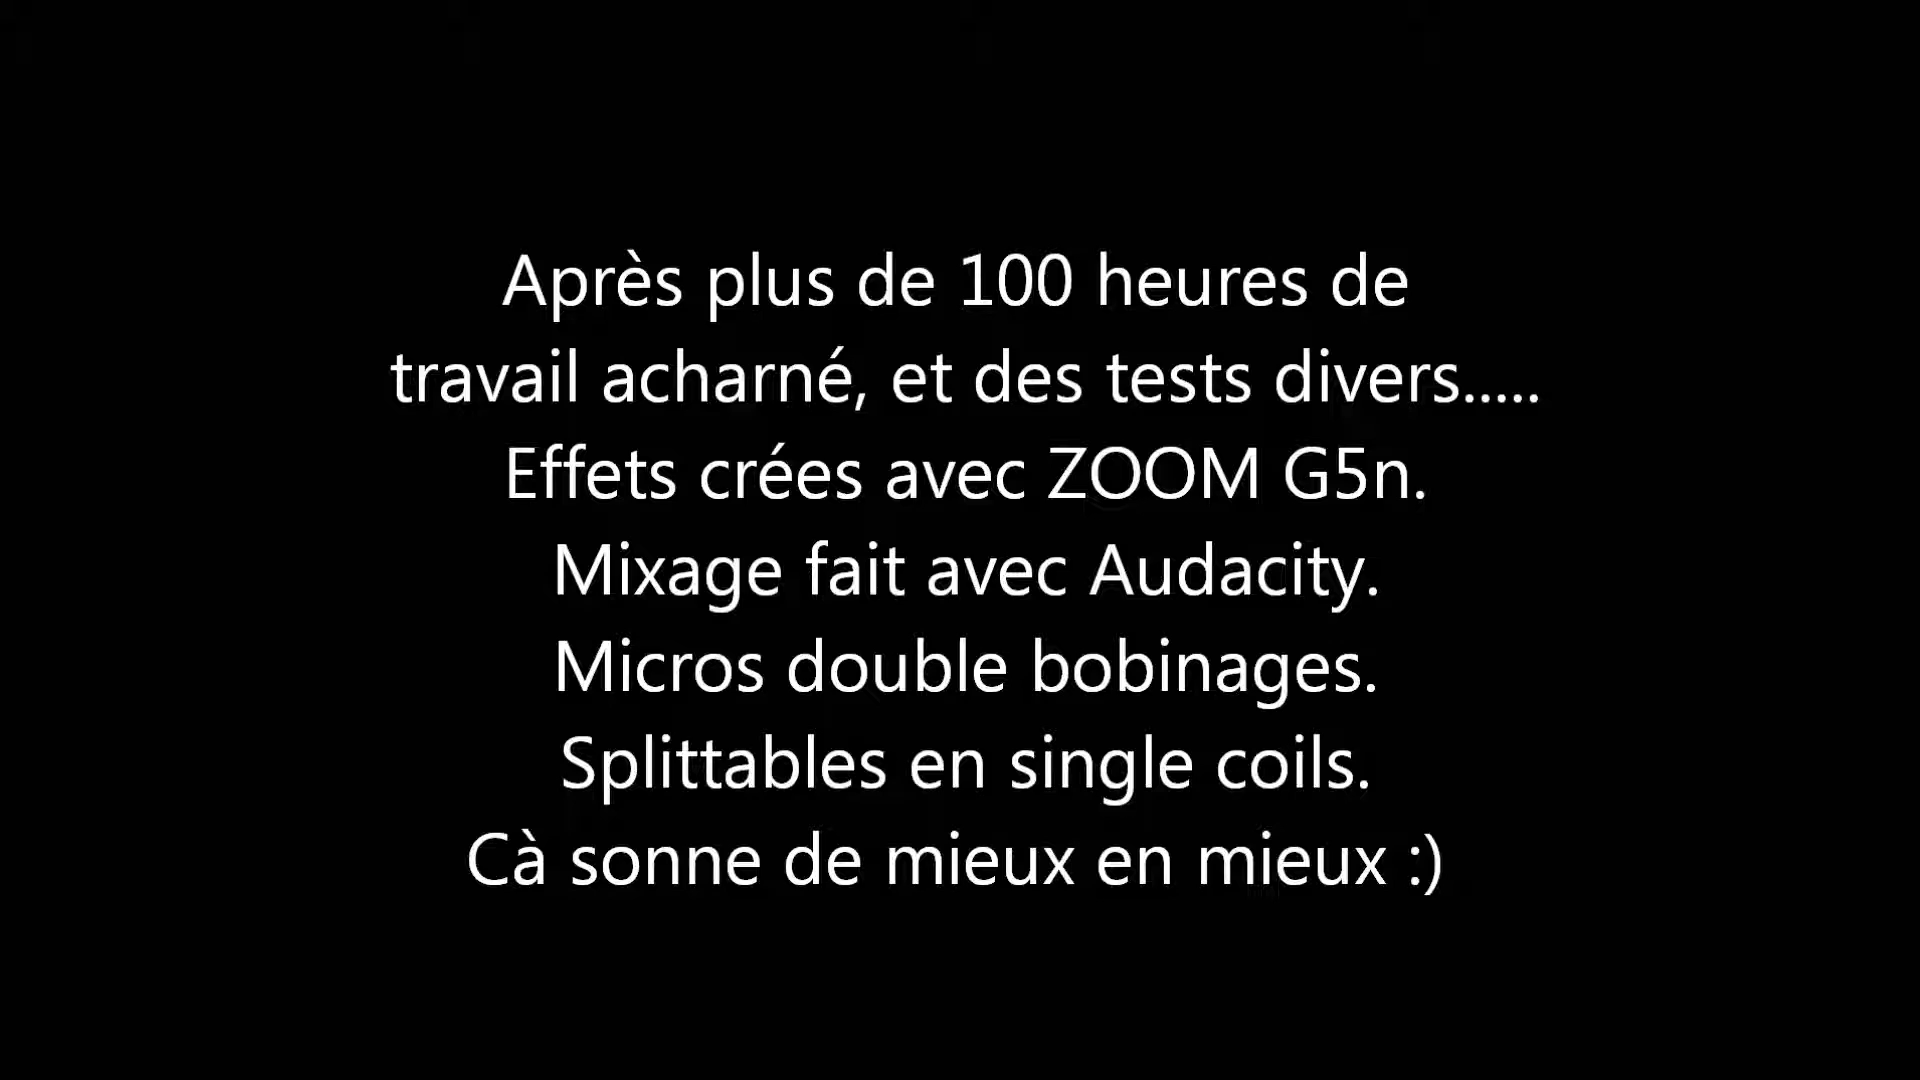 Après plus de 100 heures de
travail acharné, et des tests divers.....
Effets crées avec ZOOM G5n.
Mixage fait avec Audacity.
Micros double bobinages.
Splittables en single coils.
Cà sonne de mieux en mieux :)